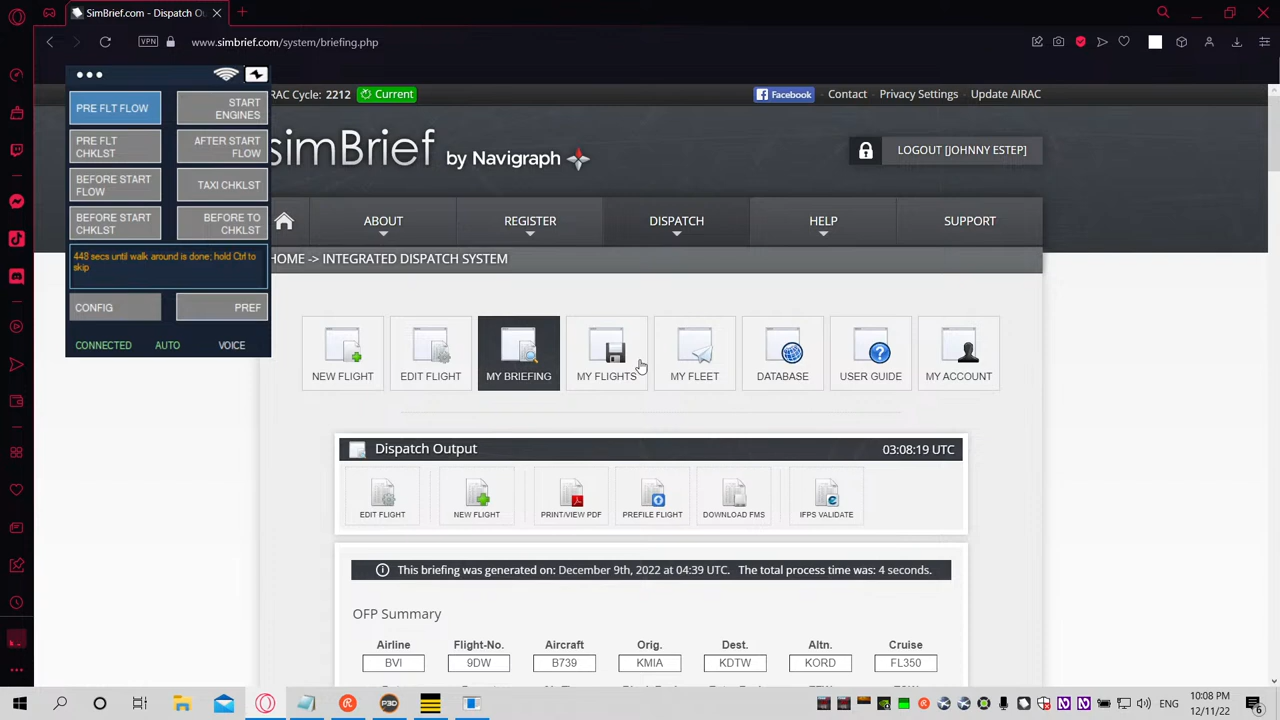 SimBrief.com - Dispatch O
VPN
www.simbrief.com/system/briefing.php
PRE FLT FLOW
START ENGINES
PRE FLT CHKLST
AFTER START FLOW
BEFORE START FLOW
TAXI CHKLST
BEFORE START CHKLST
BEFORE TO CHKLST
448 secs until walk around is done; hold Ctrl to
skip
CONFIG
PREF
CONNECTED
AUTO
VOICE
IRAC Cycle: 2212
Current
Facebook
Contact
Privacy Settings
Update AIRAC
simBrief by Navigraph
LOGOUT [JOHNNY ESTEP]
ABOUT
REGISTER
DISPATCH
HELP
SUPPORT
HOME -> INTEGRATED DISPATCH SYSTEM
NEW FLIGHT
EDIT FLIGHT
MY BRIEFING
MY FLIGHTS
MY FLEET
DATABASE
USER GUIDE
MY ACCOUNT
Dispatch Output
03:08:19 UTC
EDIT FLIGHT
NEW FLIGHT
PRINT/VIEW PDF
PREFILE FLIGHT
DOWNLOAD FMS
IFPS VALIDATE
This briefing was generated on: December 9th, 2022 at 04:39 UTC. The total process time was: 4 seconds.
OFP Summary
Airline Flight-No. Aircraft Orig. Dest. Altn. Cruise
BVI 9DW B739 KMIA KDTW KORD FL350
P3D
ENG
10:08 PM
12/11/22
6